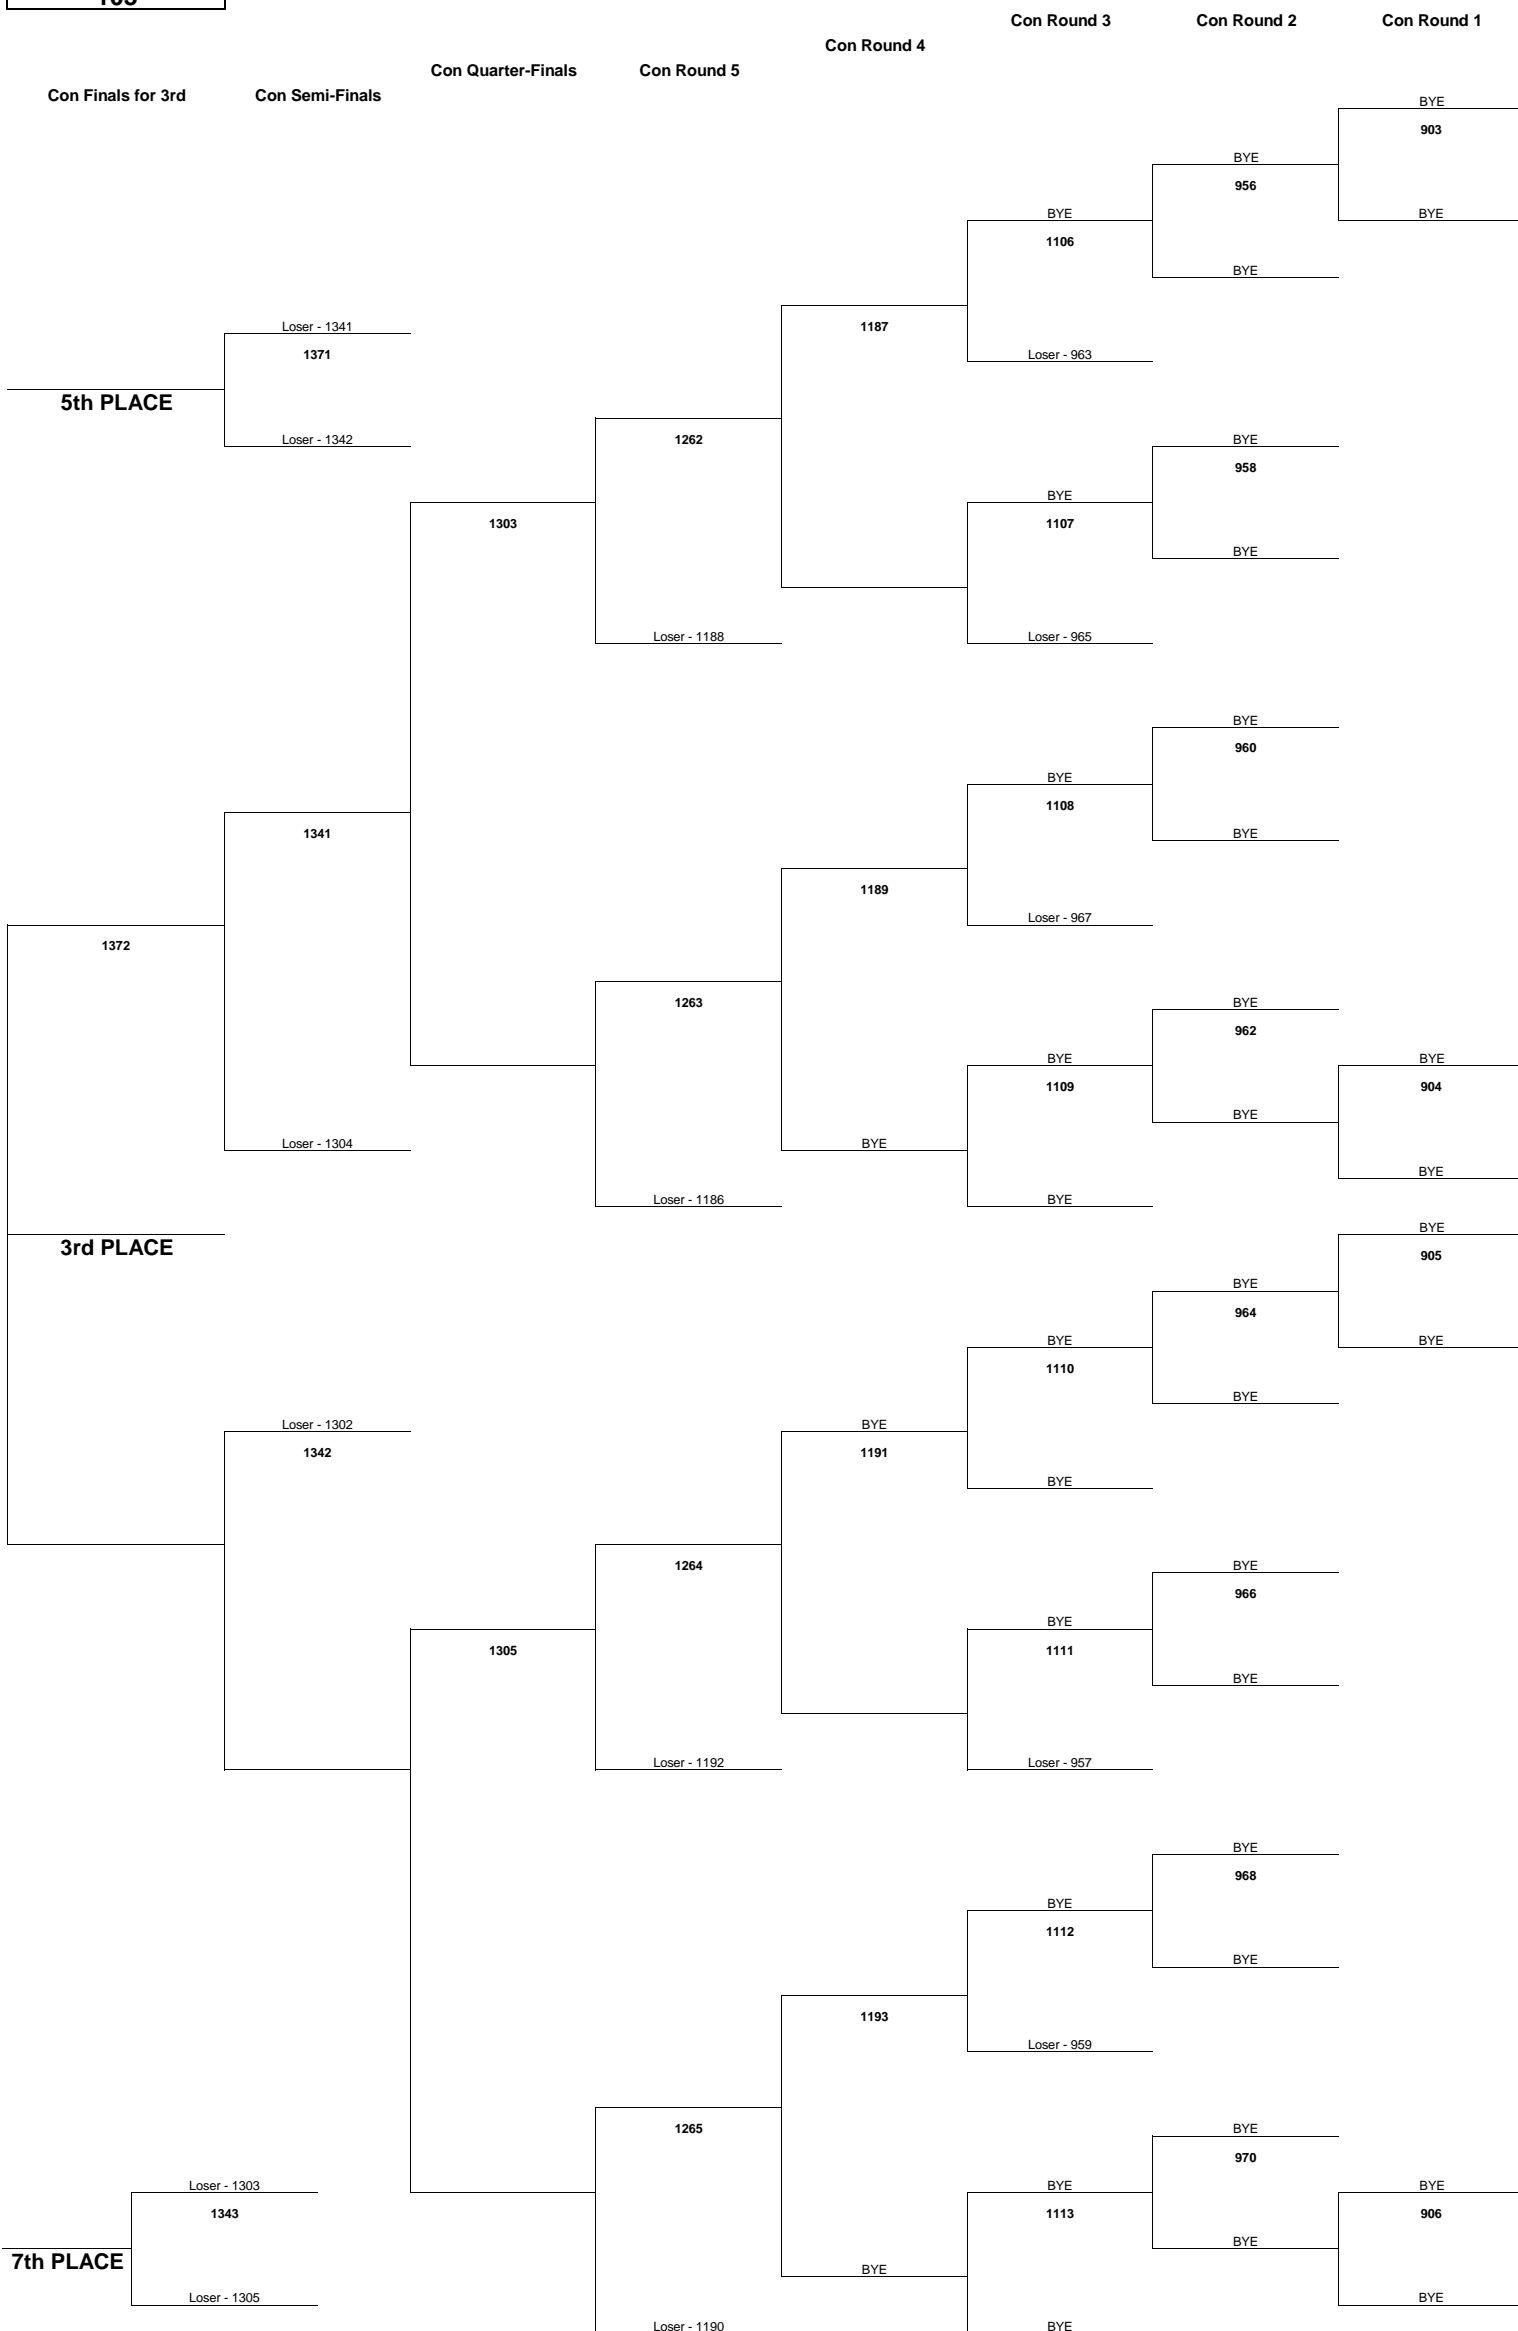 Con Round 3 Con Round 2 Con Round 1
Con Round 4
Con Quarter-Finals Con Round 5
Con Finals for 3rd Con Semi-Finals
BYE
903
BYE
956
BYE BYE
1106
BYE
Loser - 1341 1187
1371 Loser - 963
5th PLACE
Loser - 1342 1262 BYE
958
BYE
1303 1107
BYE
Loser - 1188 Loser - 965
BYE
960
BYE
1108
1341 BYE
1189
Loser - 967
1372
1263 BYE
962
BYE BYE
1109 904
BYE
Loser - 1304 BYE
BYE
Loser - 1186 BYE
BYE
3rd PLACE 905
BYE
964
BYE BYE
1110
BYE
Loser - 1302 BYE
1342 1191
BYE
1264 BYE
966
BYE
1305 1111
BYE
Loser - 1192 Loser - 957
BYE
968
BYE
1112
BYE
1193
Loser - 959
1265 BYE
970
Loser - 1303 BYE BYE
1343 1113 906
BYE
7th PLACE
BYE
Loser - 1305 BYE
Loser - 1190 BYE